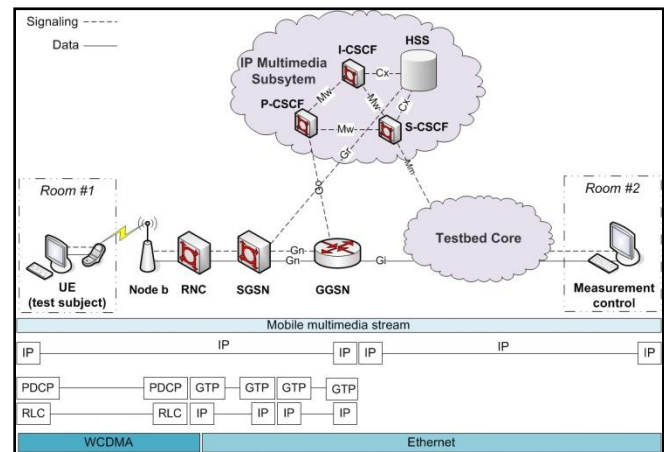 Signaling
Data
IP Multimedia
Subsytem
I-CSCF
HSS
Cx
Mw
Mw
Cx
P-CSCF
Mw
S-CSCF
Gr
Go
Mm
Room #1
Room #2
Testbed Core
Gn
Gn
Gi
UE
(test subject)
Node b
RNC
SGSN
GGSN
Measurement
control
Mobile multimedia stream
IP IP IP IP IP IP
PDCP PDCP GTP GTP GTP GTP
RLC RLC IP IP IP IP
WCDMA Ethernet